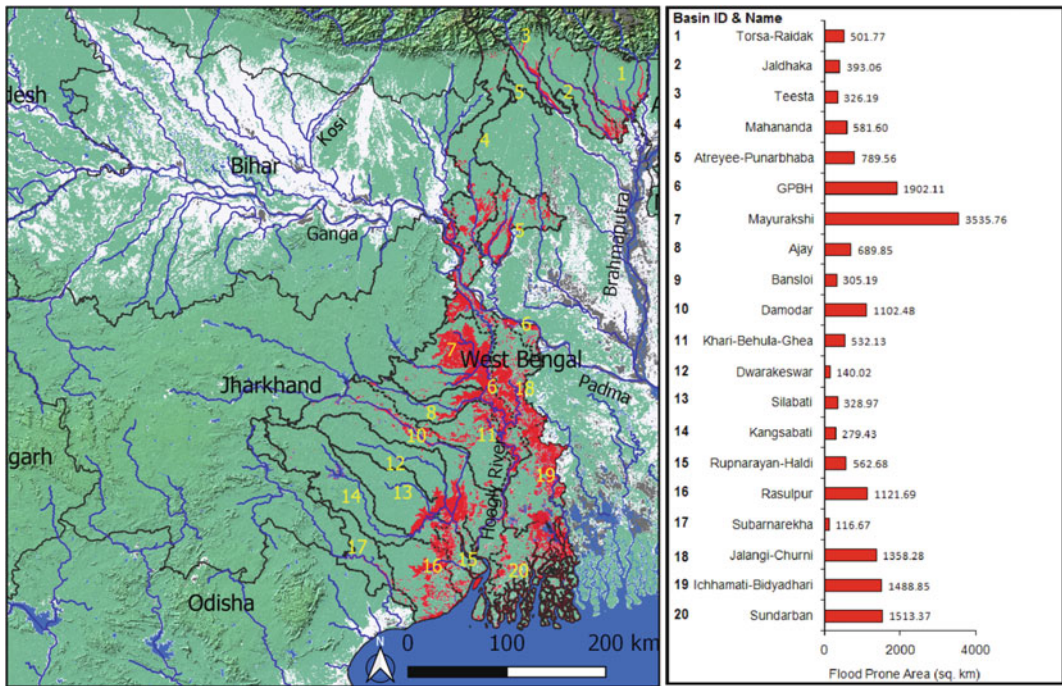 3
1
desh
S
2
A
Kosi
4
Bihar
Brahmaputra
Ganga
5
6
7
West Bengal
Padma
Jharkhand
6
18
8
garh
10
11
12
Hoogly River
19
13
14
17
16
15
20
Odisha
N
0 100 200 km
Basin ID & Name
1 Torsa-Raidak 501.77
2 Jaldhaka 393.06
3 Teesta 326.19
4 Mahananda 581.60
5 Atreyee-Punarbhaba 789.56
6 GPBH 1902.11
7 Mayurakshi 3535.76
8 Ajay 689.85
9 Bansloi 305.19
10 Damodar 1102.48
11 Khari-Behula-Ghea 532.13
12 Dwarakeswar 140.02
13 Silabati 328.97
14 Kangsabati 279.43
15 Rupnarayan-Haldi 562.68
16 Rasulpur 1121.69
17 Subarnarekha 116.67
18 Jalangi-Churni 1358.28
19 Ichhamati-Bidyadhari 1488.85
20 Sundarban 1513.37
0 2000 4000
Flood Prone Area (sq. km)